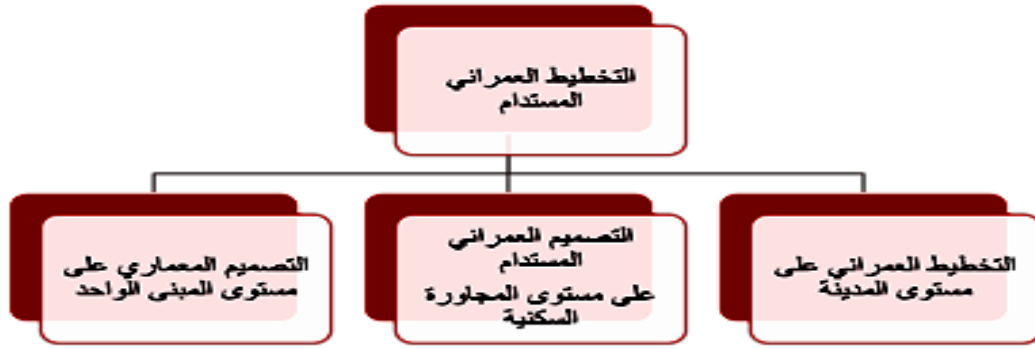 التخطيط العمراني
المستدام
التخطيط العمراني على
مستوى المدينة
التصميم العمراني
المستدام
على مستوى المجاورة
السكنية
التصميم المعماري على
مستوى المبنى الواحد